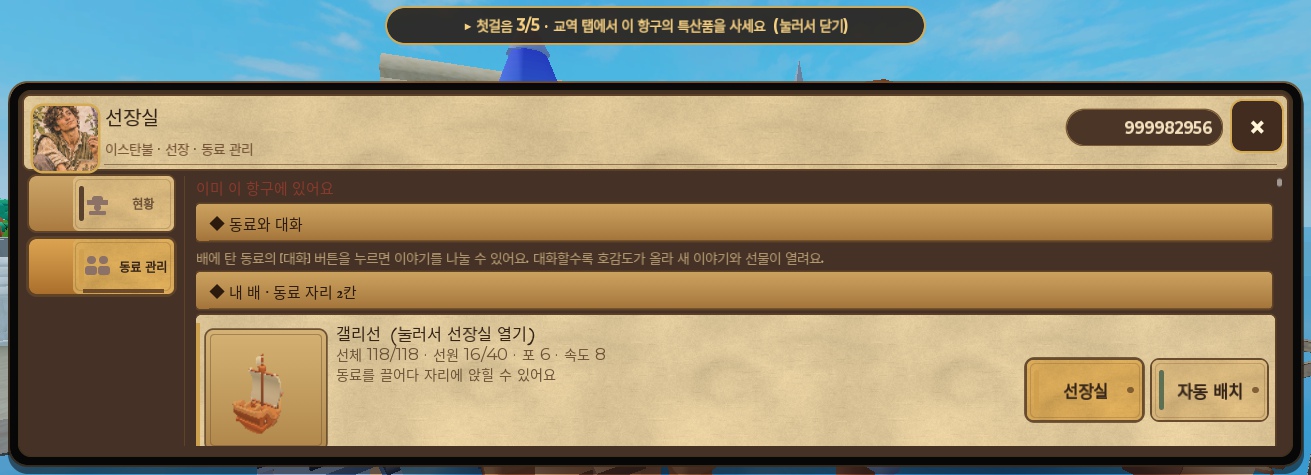 ▸ 첫걸음 3/5 · 교역 탭에서 이 항구의 특산품을 사세요 (눌러서 닫기)
선장실
이스탄불 · 선장 · 동료 관리
999982956
×
현황
동료 관리
이미 이 항구에 있어요
◆ 동료와 대화
배에 탄 동료의 [대화] 버튼을 누르면 이야기를 나눌 수 있어요. 대화할수록 호감도가 올라 새 이야기와 선물이 열려요.
◆ 내 배 · 동료 자리 2칸
갤리선 (눌러서 선장실 열기)
선체 118/118 · 선원 16/40 · 포 6 · 속도 8
동료를 끌어다 자리에 앉힐 수 있어요
선장실
자동 배치